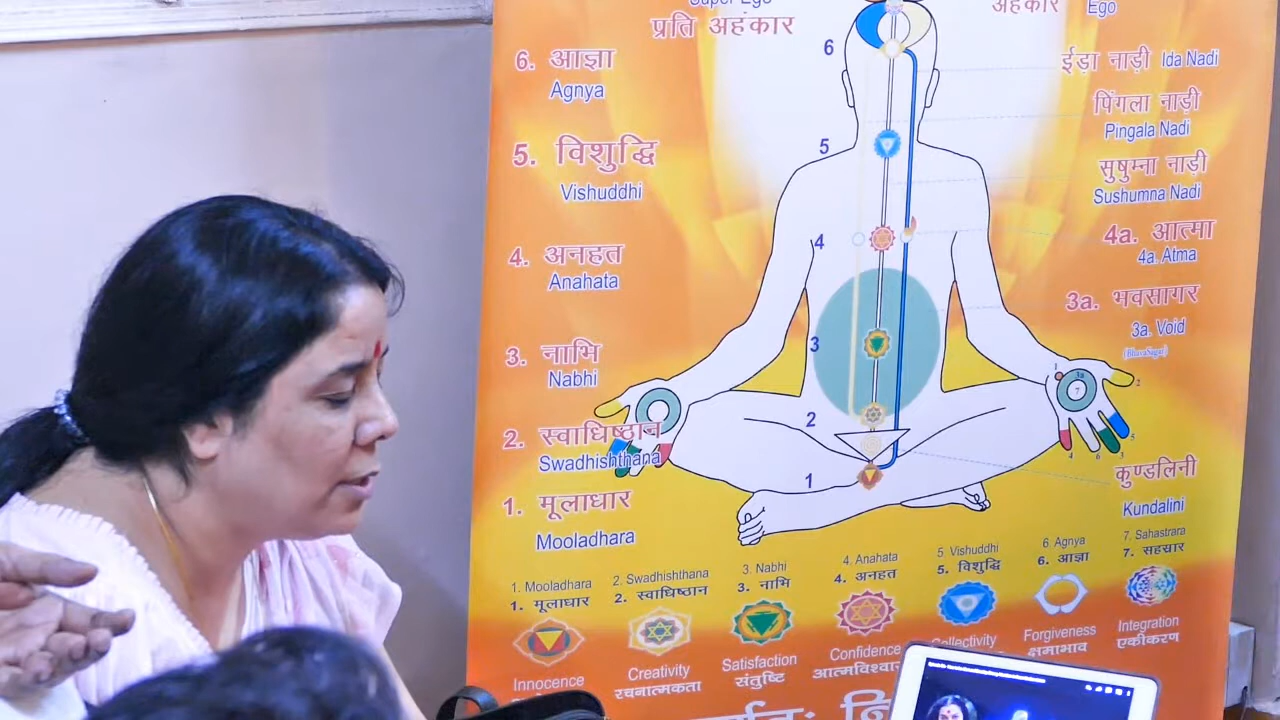 Super Ego
प्रति अहंकार
अहंकार Ego
6. आज्ञा
Agnya
5. विशुद्धि
Vishuddhi
4. अनहत
Anahata
3. नाभि
Nabhi
2. स्वाधिष्ठान
Swadhishthana
1. मूलाधार
Mooladhara
6
5
4
3
2
1
ईड़ा नाड़ी Ida Nadi
पिंगला नाड़ी
Pingala Nadi
सुषुम्ना नाड़ी
Sushumna Nadi
4a. आत्मा
4a. Atma
3a. भवसागर
3a. Void
(BhavaSagar)
कुण्डलिनी
Kundalini
1. Mooladhara
1. मूलाधार
Innocence
2. Swadhishthana
2. स्वाधिष्ठान
Creativity
रचनात्मकता
3. Nabhi
3. नाभि
Satisfaction
संतुष्टि
4. Anahata
4. अनहत
Confidence
5. Vishuddhi
5. विशुद्धि
Collectivity
6. Agnya
6. आज्ञा
Forgiveness
क्षमाभाव
7. Sahastrara
7. सहस्रार
Integration
एकीकरण